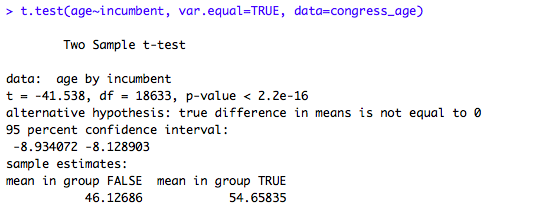 > t.test(age~incumbent, var.equal=TRUE, data=congress_age)
Two Sample t-test
data:  age by incumbent
t = -41.538, df = 18633, p-value < 2.2e-16
alternative hypothesis: true difference in means is not equal to 0
95 percent confidence interval:
-8.934072 -8.128903
sample estimates:
mean in group FALSE  mean in group TRUE
46.12686            54.65835